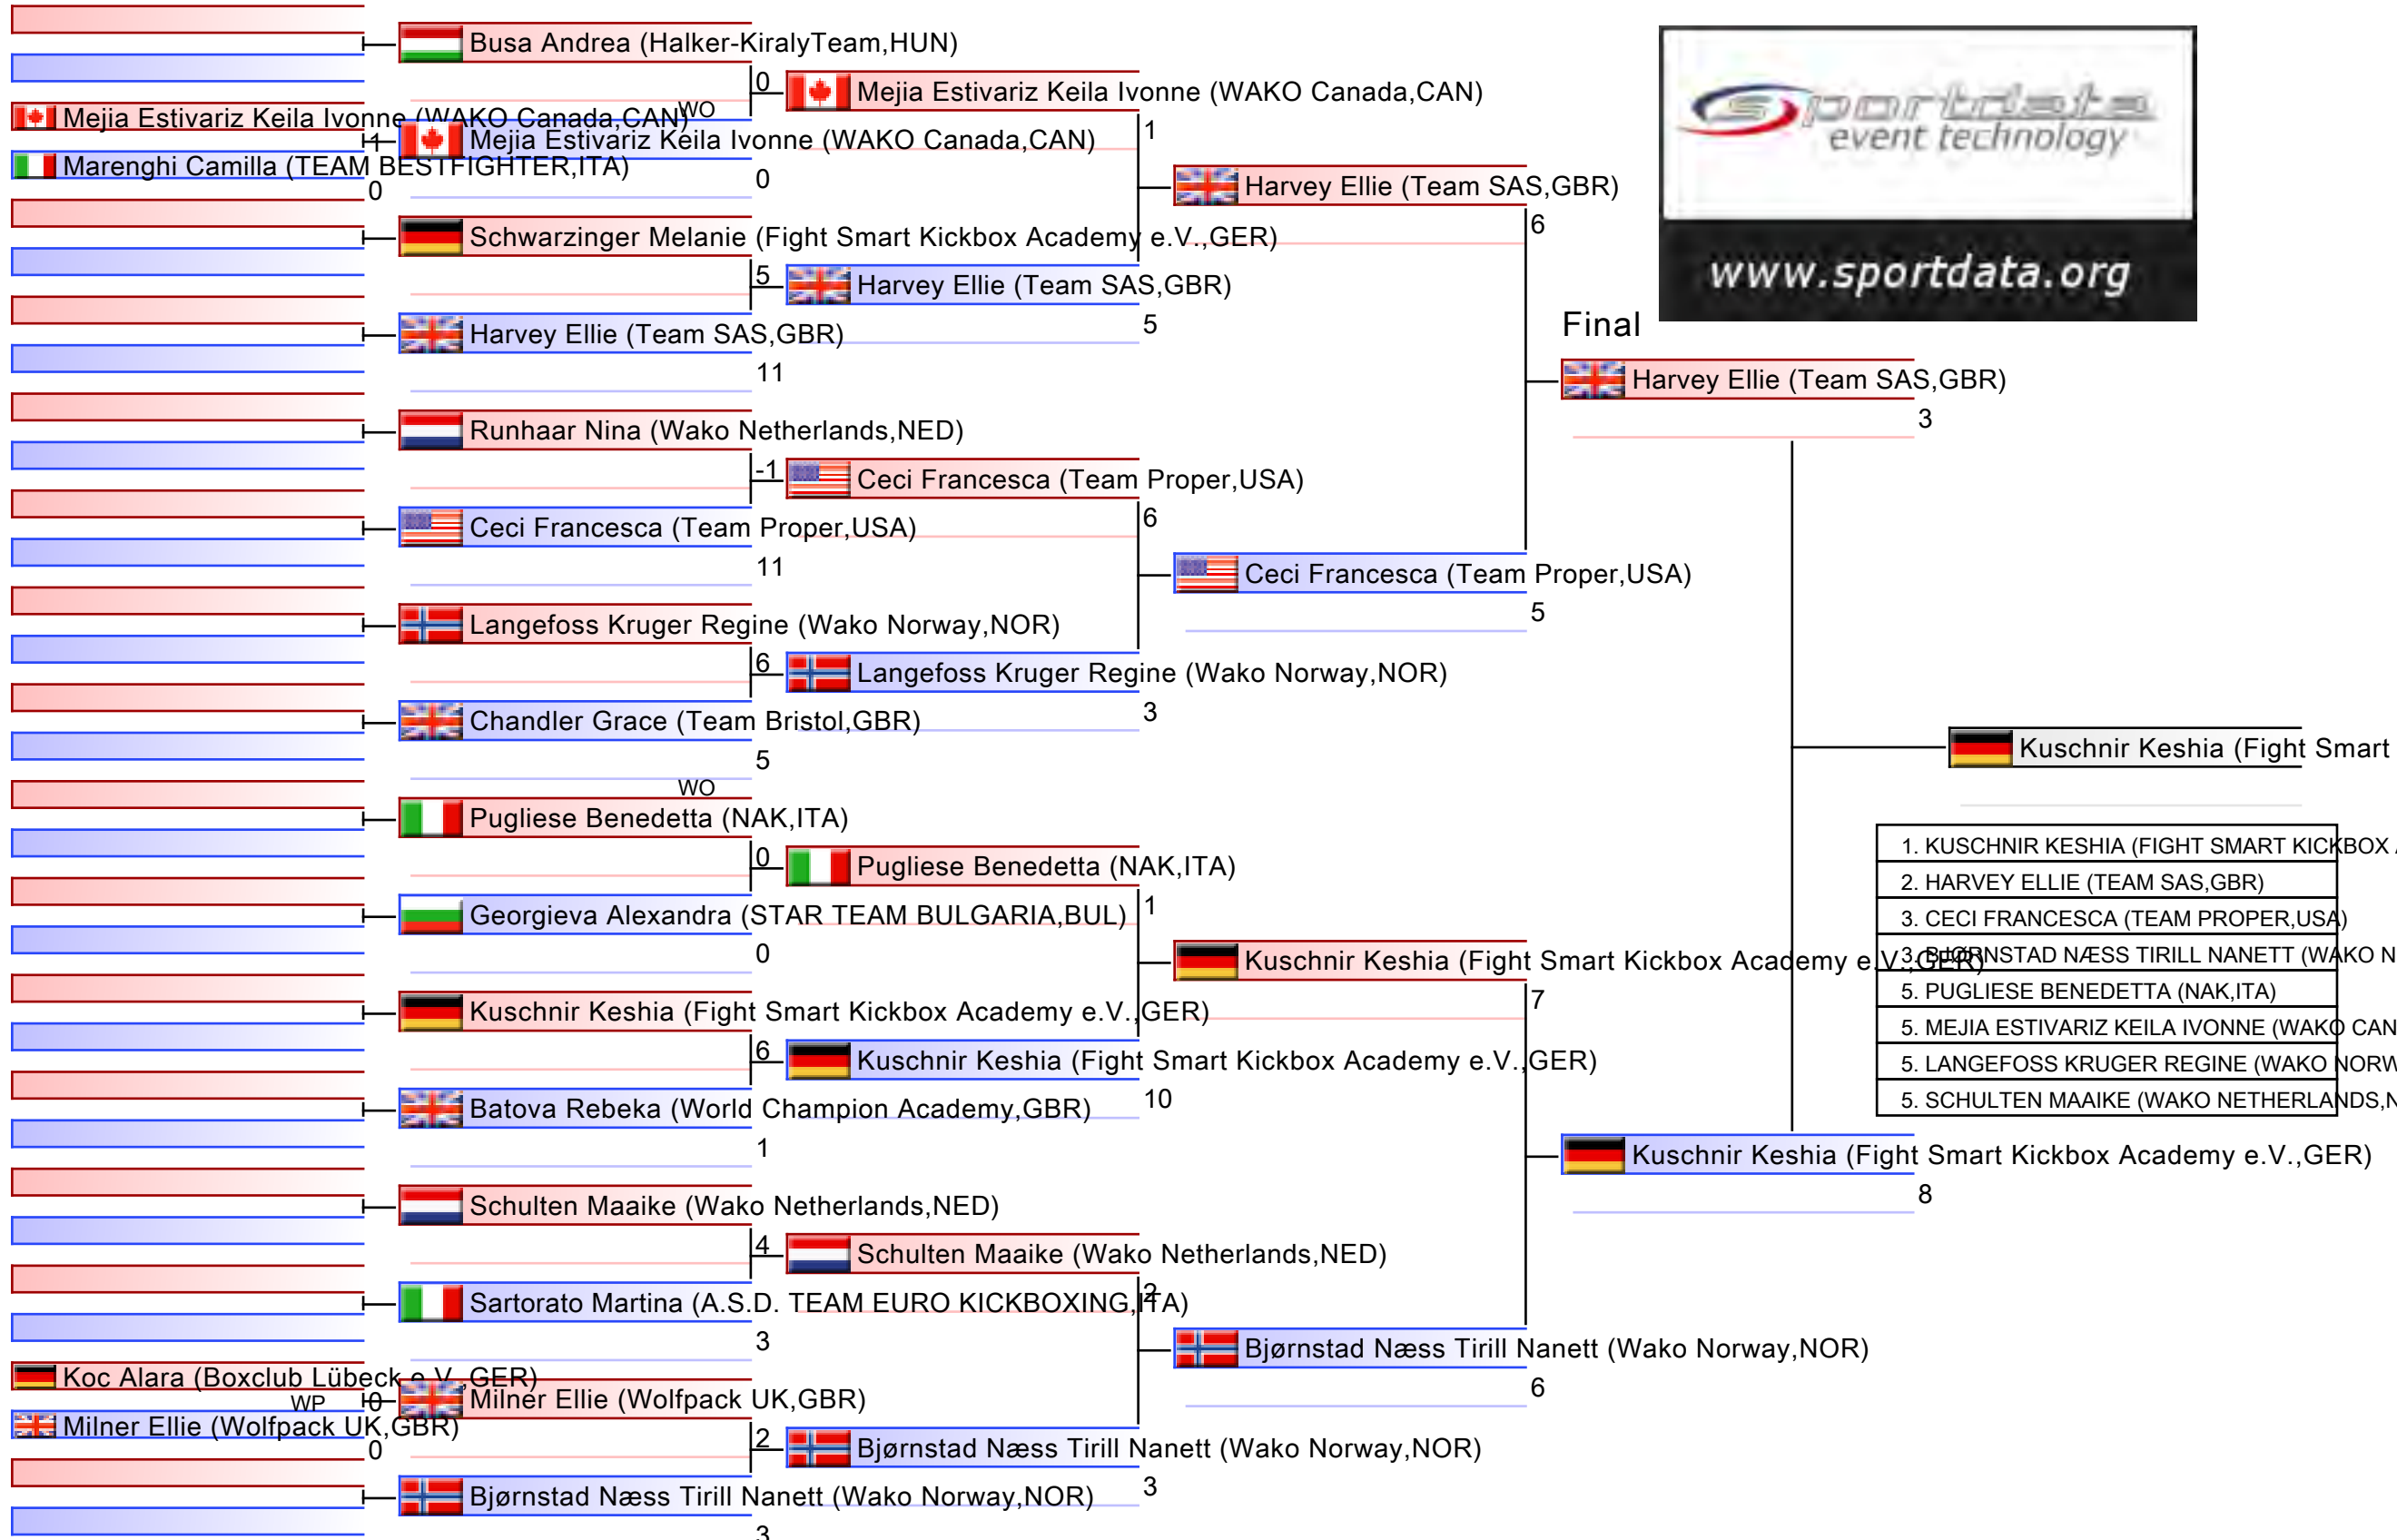 Busa Andrea (Halker-KiralyTeam,HUN)
0
Mejia Estivariz Keila Ivonne (WAKO Canada,CAN)
Mejia Estivariz Keila Ivonne (WAKO Canada,CAN)
WO
1
Mejia Estivariz Keila Ivonne (WAKO Canada,CAN)
1
Marenghi Camilla (TEAM BESTFIGHTER,ITA)
0
0
Harvey Ellie (Team SAS,GBR)
6
Schwarzinger Melanie (Fight Smart Kickbox Academy e.V.,GER)
5
Harvey Ellie (Team SAS,GBR)
5
Harvey Ellie (Team SAS,GBR)
11
sportdata
event technology
www.sportdata.org
Final
Harvey Ellie (Team SAS,GBR)
3
Runhaar Nina (Wako Netherlands,NED)
-1
Ceci Francesca (Team Proper,USA)
6
Ceci Francesca (Team Proper,USA)
11
Ceci Francesca (Team Proper,USA)
5
Langefoss Kruger Regine (Wako Norway,NOR)
6
Langefoss Kruger Regine (Wako Norway,NOR)
3
Chandler Grace (Team Bristol,GBR)
5
Kuschnir Keshia (Fight Smart
WO
Pugliese Benedetta (NAK,ITA)
0
Pugliese Benedetta (NAK,ITA)
1
Georgieva Alexandra (STAR TEAM BULGARIA,BUL)
0
Kuschnir Keshia (Fight Smart Kickbox Academy e.V.,GER)
7
Kuschnir Keshia (Fight Smart Kickbox Academy e.V.,GER)
6
Kuschnir Keshia (Fight Smart Kickbox Academy e.V.,GER)
10
Batova Rebeka (World Champion Academy,GBR)
1
1. KUSCHNIR KESHIA (FIGHT SMART KICKBOX
2. HARVEY ELLIE (TEAM SAS,GBR)
3. CECI FRANCESCA (TEAM PROPER,USA)
3. BJØRNSTAD NÆSS TIRILL NANETT (WAKO N
5. PUGLIESE BENEDETTA (NAK,ITA)
5. MEJIA ESTIVARIZ KEILA IVONNE (WAKO CAN
5. LANGEFOSS KRUGER REGINE (WAKO NORW
5. SCHULTEN MAAIKE (WAKO NETHERLANDS,N
Kuschnir Keshia (Fight Smart Kickbox Academy e.V.,GER)
8
Schulten Maaike (Wako Netherlands,NED)
4
Schulten Maaike (Wako Netherlands,NED)
2
Sartorato Martina (A.S.D. TEAM EURO KICKBOXING,ITA)
3
Bjørnstad Næss Tirill Nanett (Wako Norway,NOR)
6
Koc Alara (Boxclub Lübeck e.V.,GER)
WP
0
Milner Ellie (Wolfpack UK,GBR)
Milner Ellie (Wolfpack UK,GBR)
0
2
Bjørnstad Næss Tirill Nanett (Wako Norway,NOR)
3
Bjørnstad Næss Tirill Nanett (Wako Norway,NOR)
3